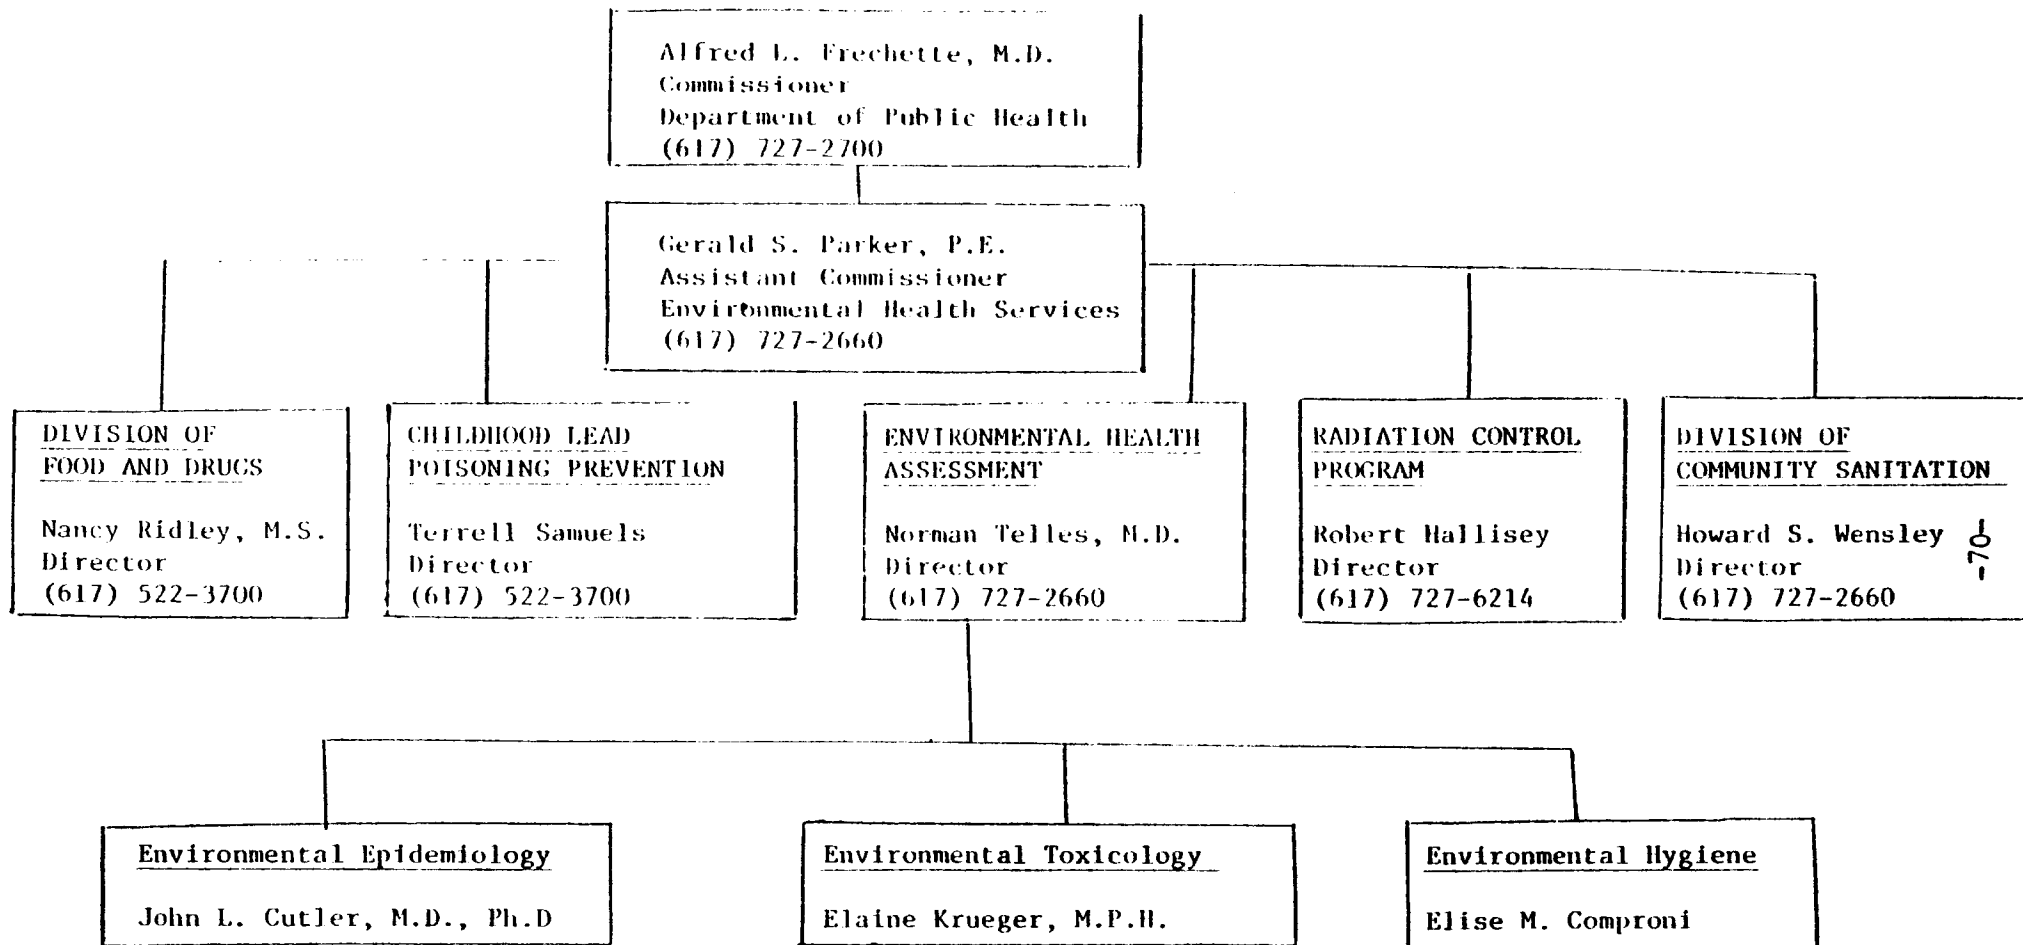 Alfred L. Frechette, M.D.
Commissioner
Department of Public Health
(617) 727-2700
Gerald S. Parker, P.E.
Assistant Commissioner
Environmental Health Services
(617) 727-2660
DIVISION OF
FOOD AND DRUGS
Nancy Ridley, M.S.
Director
(617) 522-3700
CHILDHOOD LEAD
POISONING PREVENTION
Terrell Samuels
Director
(617) 522-3700
ENVIRONMENTAL HEALTH
ASSESSMENT
Norman Telles, M.D.
Director
(617) 727-2660
RADIATION CONTROL
PROGRAM
Robert Hallisey
Director
(617) 727-6214
DIVISION OF
COMMUNITY SANITATION
Howard S. Wensley
Director
(617) 727-2660
-70-
Environmental Epidemiology
John L. Cutler, M.D., Ph.D
Environmental Toxicology
Elaine Krueger, M.P.H.
Environmental Hygiene
Elise M. Comproni